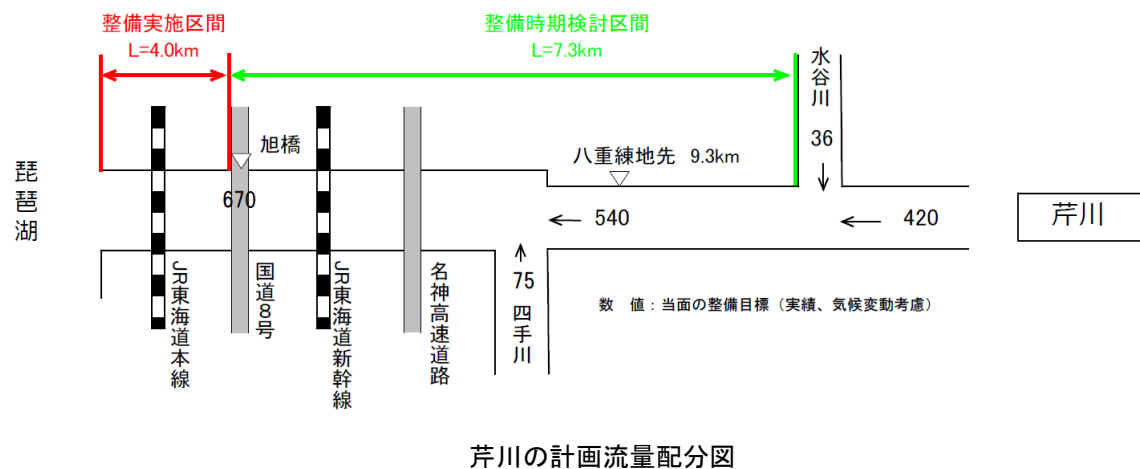 整備実施区間
L=4.0km
整備時期検討区間
L=7.3km
水谷川
36
旭橋
八重練地先 9.3km
琵琶湖
670
540
420
芹川
75
四手川
JR東海道本線
国道8号
JR東海道新幹線
名神高速道路
数 値：当面の整備目標（実績、気候変動考慮）
芹川の計画流量配分図